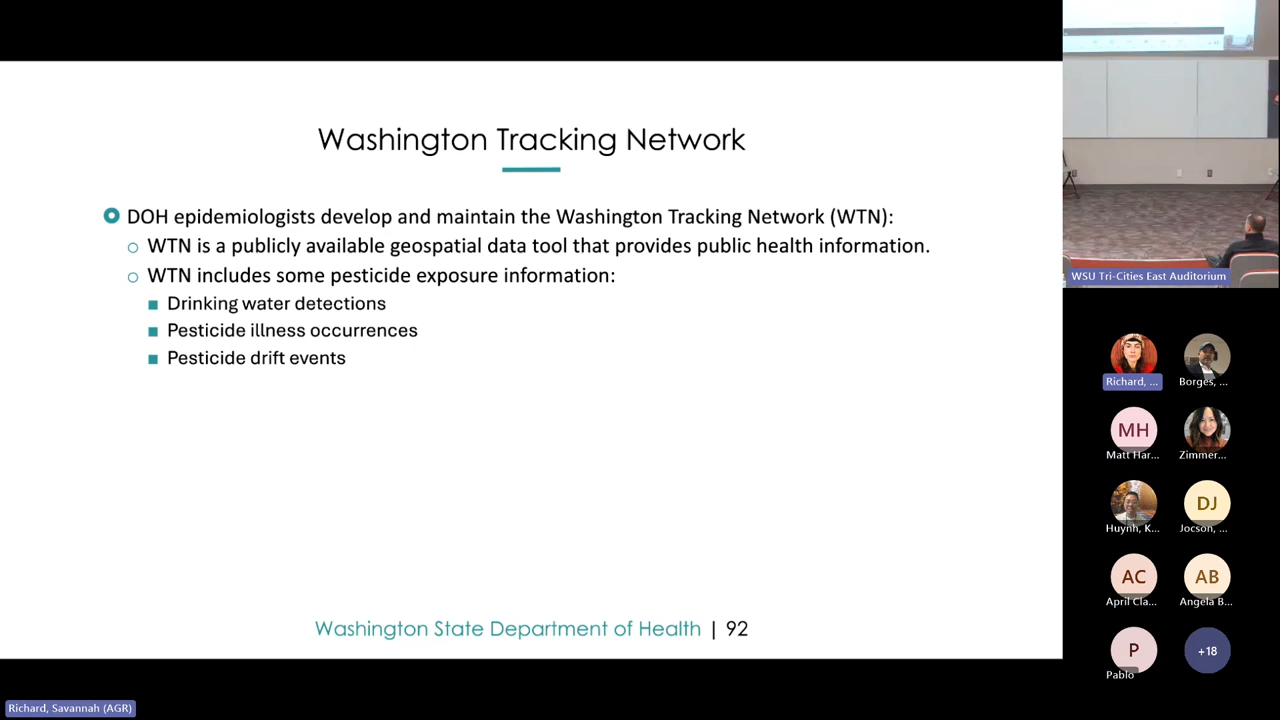 Washington Tracking Network
DOH epidemiologists develop and maintain the Washington Tracking Network (WTN):
WTN is a publicly available geospatial data tool that provides public health information.
WTN includes some pesticide exposure information:
Drinking water detections
Pesticide illness occurrences
Pesticide drift events
Washington State Department of Health | 92
WSU Tri-Cities East Auditorium
Richard, ...
Borges, ...
MH
Matt Har...
Zimmer...
Huynh, K...
DJ
Jocson, ...
AC
April Cla...
AB
Angela B...
P
Pablo
+18
Richard, Savannah (AGR)